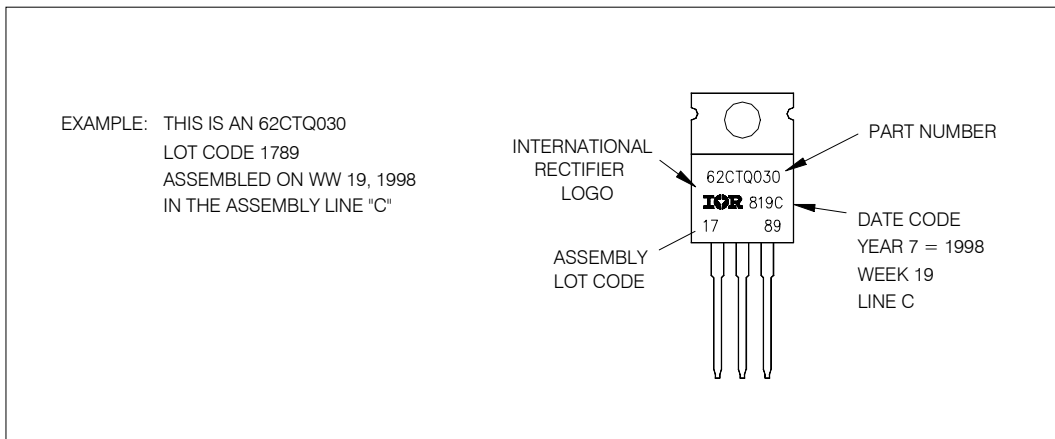 EXAMPLE: THIS IS AN 62CTQ030
LOT CODE 1789
ASSEMBLED ON WW 19, 1998
IN THE ASSEMBLY LINE "C"
INTERNATIONAL
RECTIFIER
LOGO
PART NUMBER
62CTQ030
IOR 819C
17 89
ASSEMBLY
LOT CODE
DATE CODE
YEAR 7 = 1998
WEEK 19
LINE C